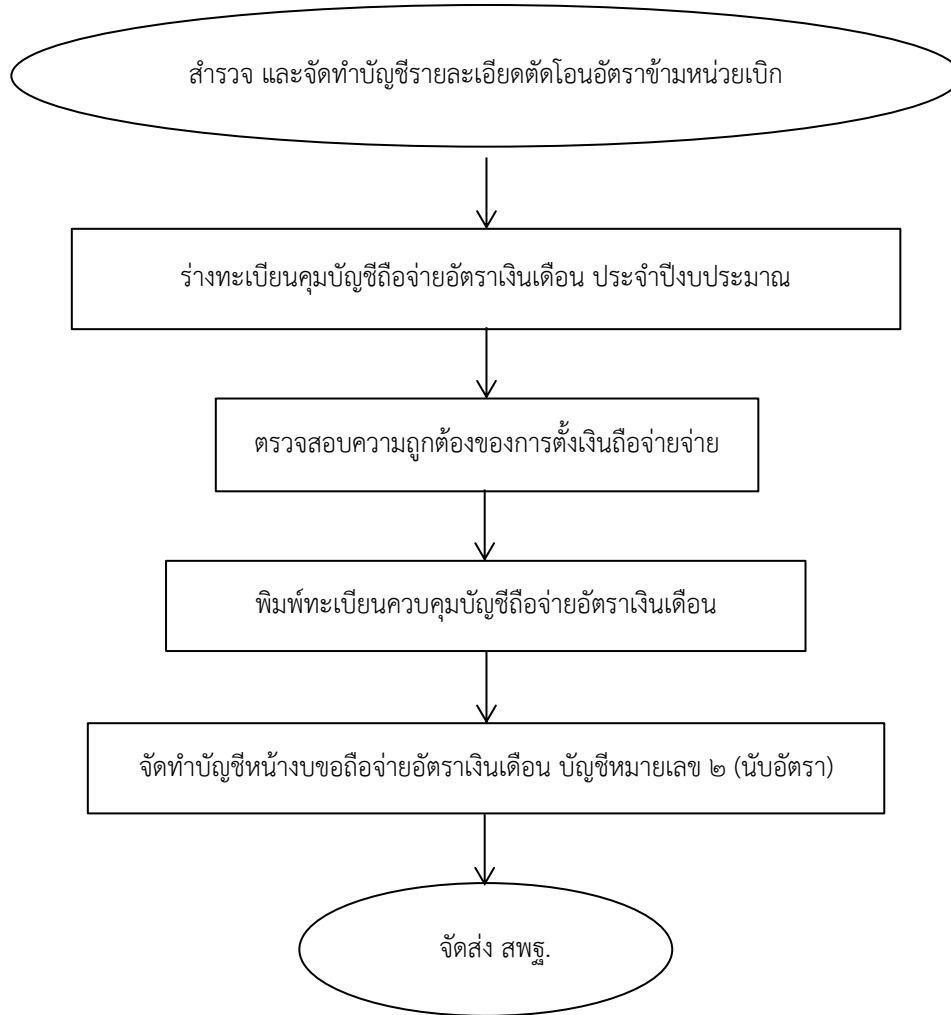 สำรวจ และจัดทำบัญชีรายละเอียดตัดโอนอัตราข้ามหน่วยเบิก
ร่างทะเบียนคุมบัญชีถือจ่ายอัตราเงินเดือน ประจำปีงบประมาณ
ตรวจสอบความถูกต้องของการตั้งเงินถือจ่ายจ่าย
พิมพ์ทะเบียนควบคุมบัญชีถือจ่ายอัตราเงินเดือน
จัดทำบัญชีหน้างบขอถือจ่ายอัตราเงินเดือน บัญชีหมายเลข ๒ (นับอัตรา)
จัดส่ง สพฐ.